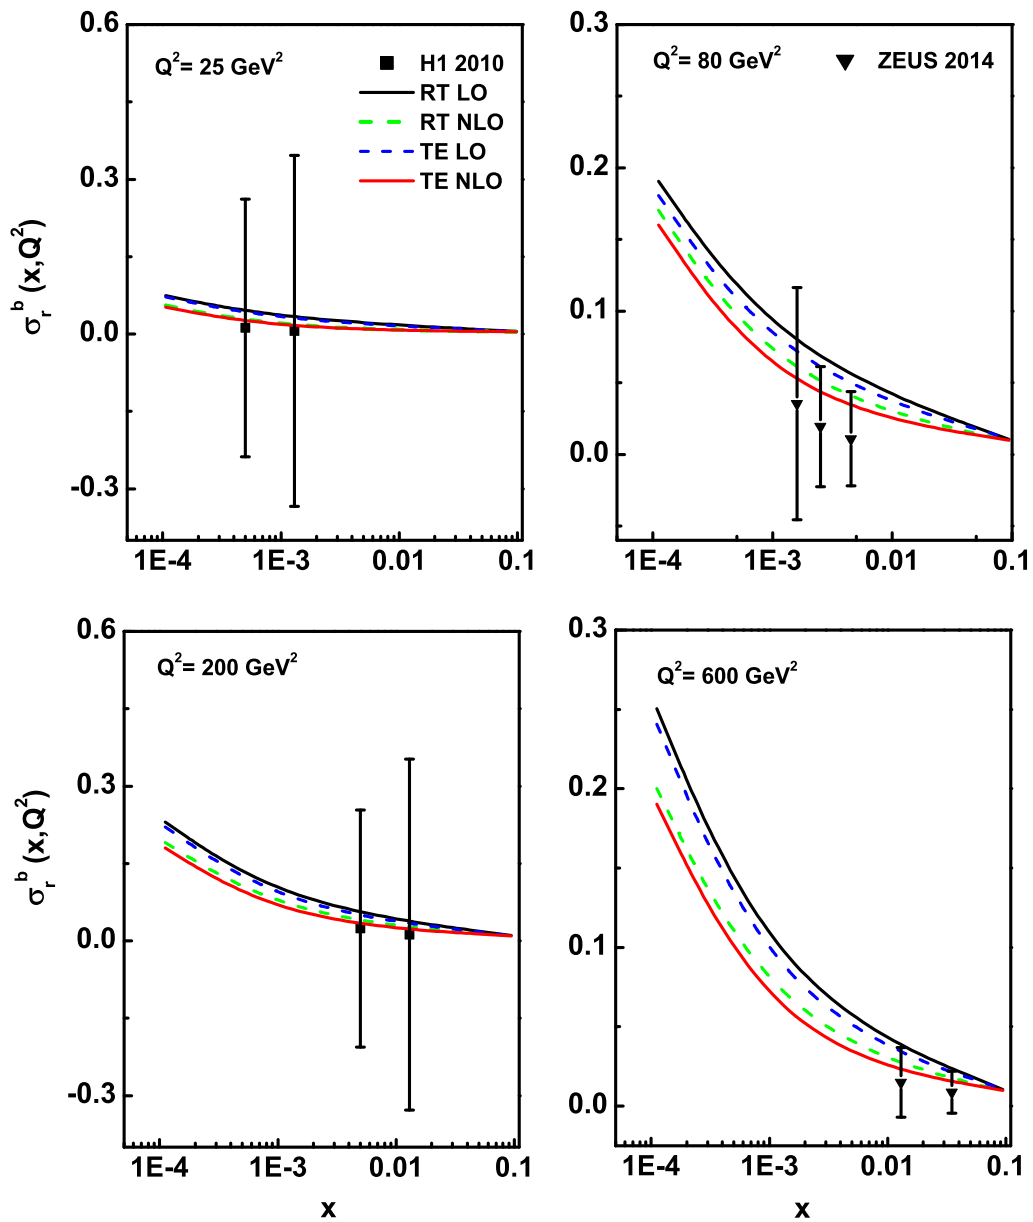 Q²= 25 GeV²
H1 2010
RT LO
RT NLO
TE LO
TE NLO
0.6
0.3
0.0
-0.3
σ_r^b (x,Q²)
1E-4 1E-3 0.01 0.1
Q²= 80 GeV²
ZEUS 2014
0.3
0.2
0.1
0.0
1E-4 1E-3 0.01 0.1
Q²= 200 GeV²
0.6
0.3
0.0
-0.3
σ_r^b (x,Q²)
1E-4 1E-3 0.01 0.1
x
Q²= 600 GeV²
0.3
0.2
0.1
0.0
1E-4 1E-3 0.01 0.1
x